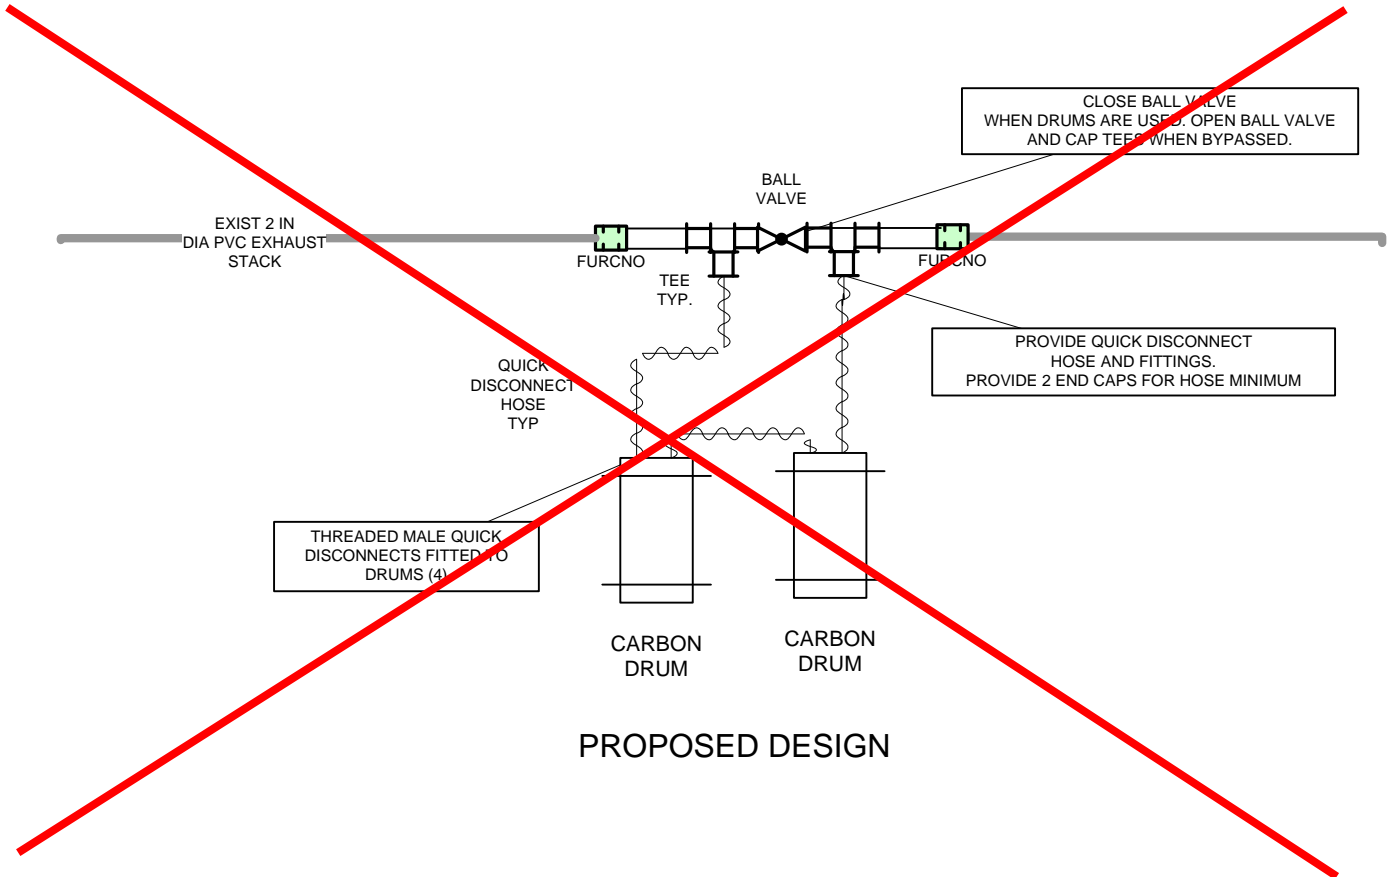 CLOSE BALL VALVE
WHEN DRUMS ARE USED. OPEN BALL VALVE
AND CAP TEES WHEN BYPASSED.
BALL
VALVE
EXIST 2 IN
DIA PVC EXHAUST
STACK
FURCNO
FURCNO
TEE
TYP.
PROVIDE QUICK DISCONNECT
HOSE AND FITTINGS.
PROVIDE 2 END CAPS FOR HOSE MINIMUM
QUICK
DISCONNECT
HOSE
TYP
THREADED MALE QUICK
DISCONNECTS FITTED TO
DRUMS (4)
CARBON
DRUM
CARBON
DRUM
PROPOSED DESIGN